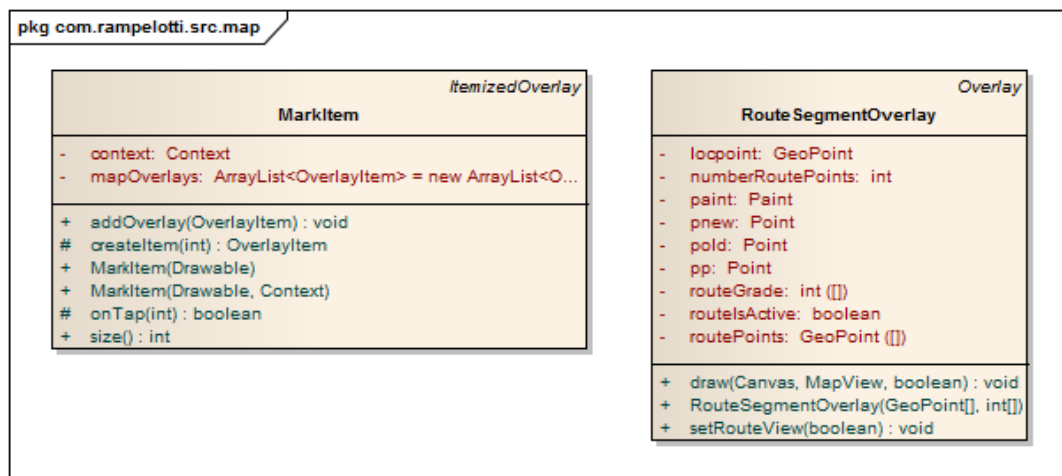 pkg com.rampelotti.src.map
ItemizedOverlay
MarkItem
- context: Context
- mapOverlays: ArrayList<OverlayItem> = new ArrayList<O...
+ addOverlay(OverlayItem) : void
# createItem(int) : OverlayItem
+ MarkItem(Drawable)
+ MarkItem(Drawable, Context)
# onTap(int) : boolean
+ size() : int
Overlay
RouteSegmentOverlay
- locpoint: GeoPoint
- numberRoutePoints: int
- paint: Paint
- pnew: Point
- pold: Point
- pp: Point
- routeGrade: int ([])
- routeIsActive: boolean
- routePoints: GeoPoint ([])
+ draw(Canvas, MapView, boolean) : void
+ RouteSegmentOverlay(GeoPoint[], int[])
+ setRouteView(boolean) : void